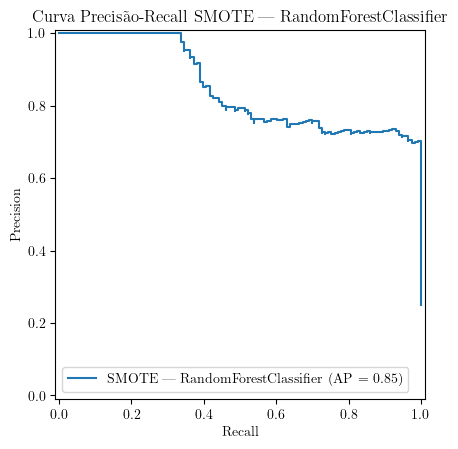 Curva Precisão-Recall SMOTE — RandomForestClassifier
1.0
0.8
0.6
0.4
0.2
0.0
Precision
SMOTE — RandomForestClassifier (AP = 0.85)
0.0 0.2 0.4 0.6 0.8 1.0
Recall